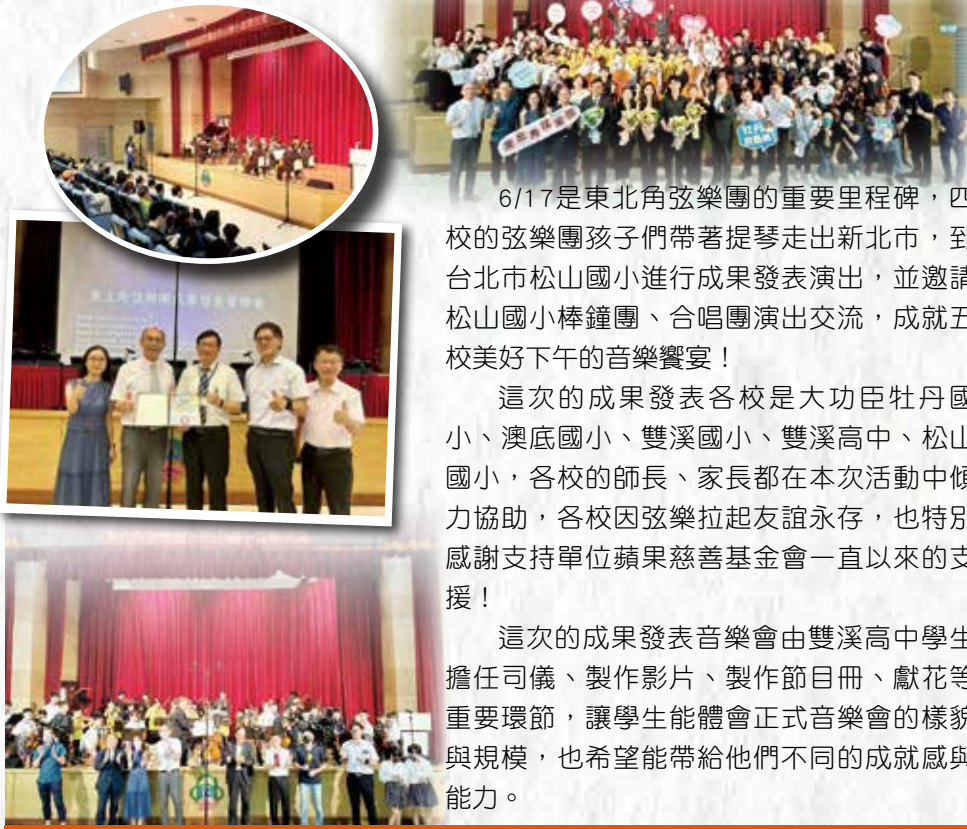 6/17是東北角弦樂團的重要里程碑，四
校的弦樂團孩子們帶著提琴走出新北市，到
台北市松山國小進行成果發表演出，並邀請
松山國小棒鐘團、合唱團演出交流，成就五
校美好下午的音樂饗宴！
這次的成果發表各校是大功臣牡丹國
小、澳底國小、雙溪國小、雙溪高中、松山
國小，各校的師長、家長都在本次活動中傾
力協助，各校因弦樂拉起友誼永存，也特別
感謝支持單位蘋果慈善基金會一直以來的支
援！
這次的成果發表音樂會由雙溪高中學生
擔任司儀、製作影片、製作節目冊、獻花等
重要環節，讓學生能體會正式音樂會的樣貌
與規模，也希望能帶給他們不同的成就感與
能力。